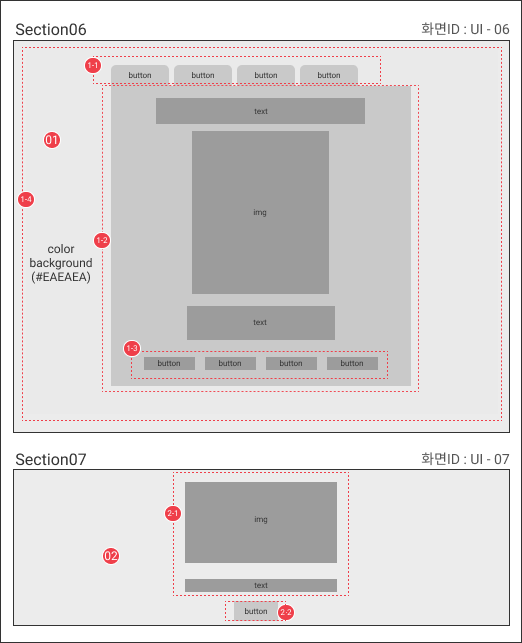 Section06
화면ID : UI - 06
1-1
button
button
button
button
text
01
img
1-4
1-2
color
background
(#EAEAEA)
text
1-3
button
button
button
button
Section07
화면ID : UI - 07
2-1
img
02
text
button
2-2